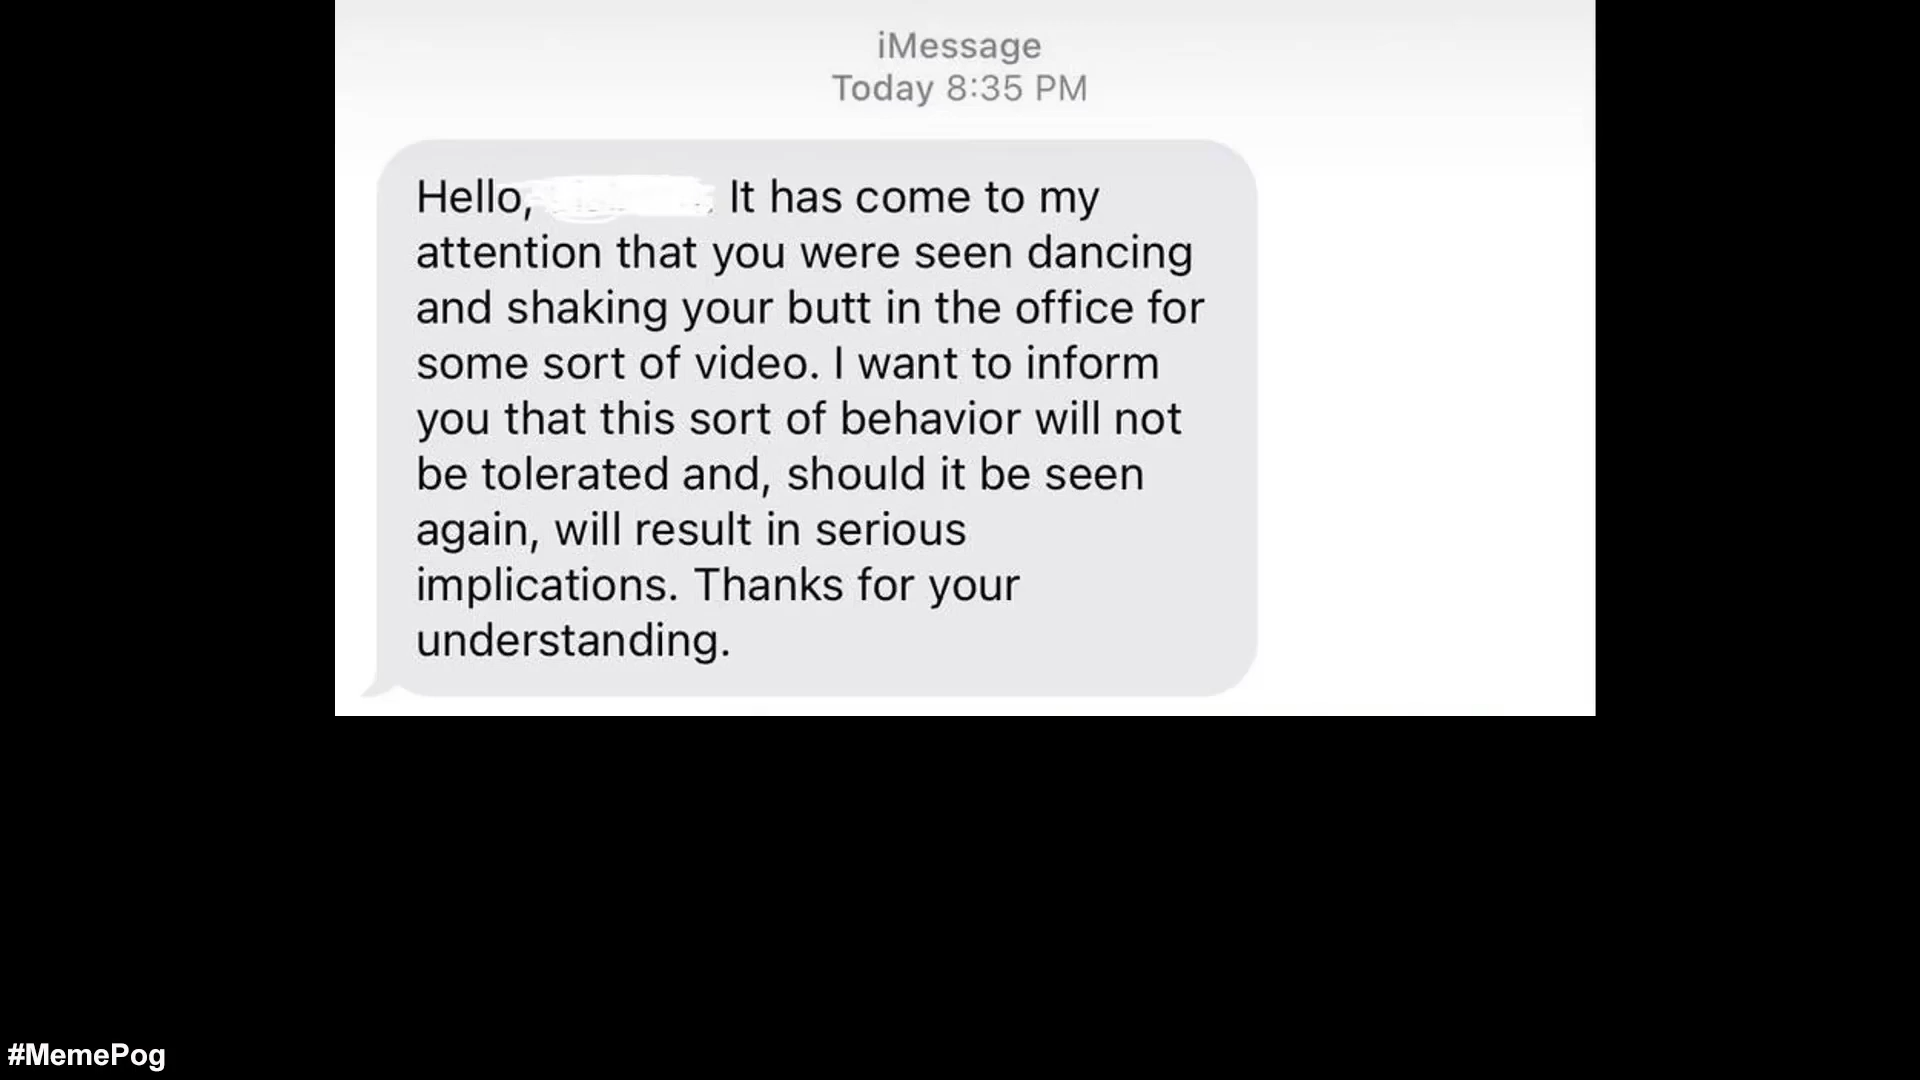 iMessage
Today 8:35 PM
Hello, It has come to my
attention that you were seen dancing
and shaking your butt in the office for
some sort of video. I want to inform
you that this sort of behavior will not
be tolerated and, should it be seen
again, will result in serious
implications. Thanks for your
understanding.
#MemePog